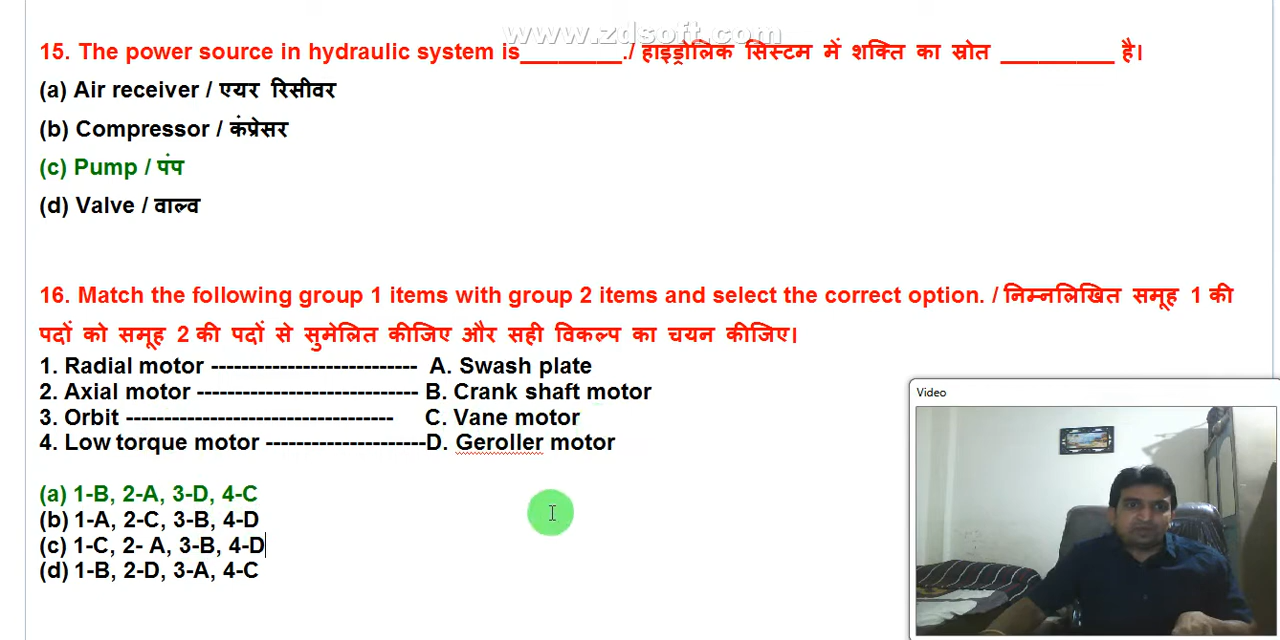 www.zdsoft.com
15. The power source in hydraulic system is________./ हाइड्रोलिक सिस्टम में शक्ति का स्रोत _________ है।
(a) Air receiver / एयर रिसीवर
(b) Compressor / कंप्रेसर
(c) Pump / पंप
(d) Valve / वाल्व
16. Match the following group 1 items with group 2 items and select the correct option. / निम्नलिखित समूह 1 की
पदों को समूह 2 की पदों से सुमेलित कीजिए और सही विकल्प का चयन कीजिए।
1. Radial motor --------------------------- A. Swash plate
2. Axial motor ----------------------------- B. Crank shaft motor
3. Orbit ----------------------------------- C. Vane motor
4. Low torque motor ---------------------D. Geroller motor
(a) 1-B, 2-A, 3-D, 4-C
(b) 1-A, 2-C, 3-B, 4-D
(c) 1-C, 2- A, 3-B, 4-D
(d) 1-B, 2-D, 3-A, 4-C
Video